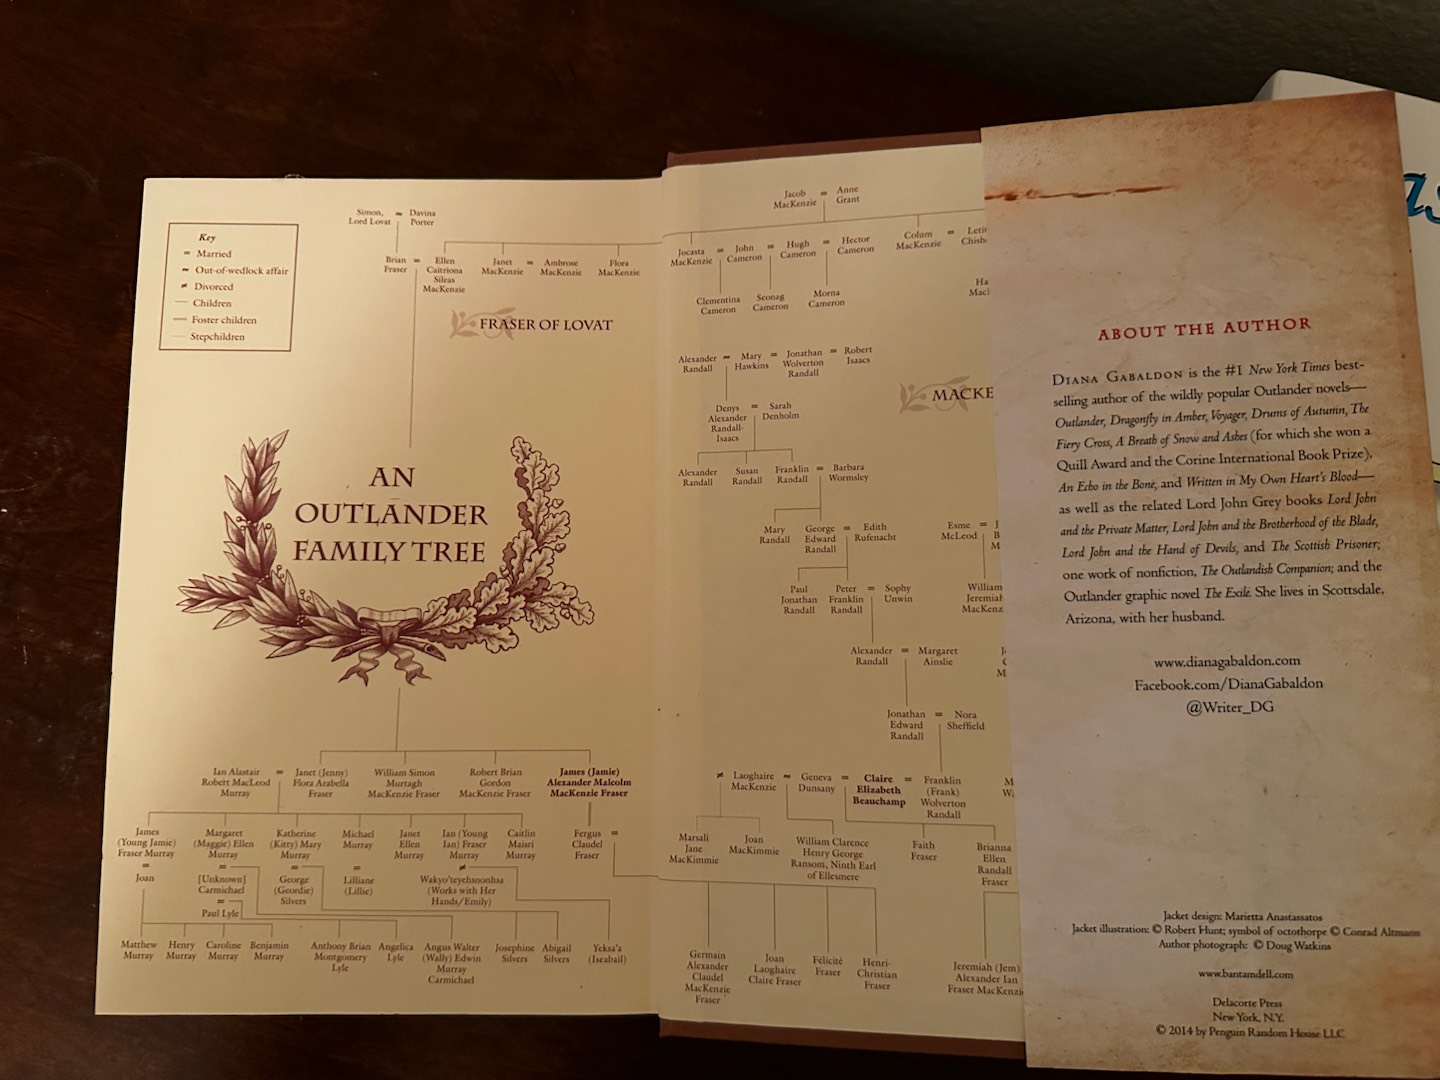 Key
= Married
~ Out-of-wedlock affair
≠ Divorced
Children
Foster children
Stepchildren
Simon,
Lord Lovat
~
Davina
Porter
Brian
Fraser
=
Ellen
Caitriona
Sileas
MacKenzie
Janet
MacKenzie
=
Ambrose
MacKenzie
Flora
MacKenzie
FRASER OF LOVAT
AN
OUTLANDER
FAMILY TREE
Ian Alastair
Robert MacLeod
Murray
=
Janet (Jenny)
Flora Arabella
Fraser
William Simon
Murtagh
MacKenzie Fraser
Robert Brian
Gordon
MacKenzie Fraser
James (Jamie)
Alexander Malcolm
MacKenzie Fraser
James
(Young Jamie)
Fraser Murray
Margaret
(Maggie) Ellen
Murray
Katherine
(Kitty) Mary
Murray
Michael
Murray
Janet
Ellen
Murray
Ian (Young
Ian) Fraser
Murray
Caitlin
Maisri
Murray
Fergus
Claudel
Fraser
=
=
Joan
=
[Unknown]
Carmichael
=
Paul Lyle
=
George
(Geordie)
Silvers
=
Lilliane
(Lillie)
≠
Wakyo'teyehsnonhsa
(Works with Her
Hands/Emily)
Matthew
Murray
Henry
Murray
Caroline
Murray
Benjamin
Murray
Anthony Brian
Montgomery
Lyle
Angelica
Lyle
Angus Walter
(Wally) Edwin
Murray
Carmichael
Josephine
Silvers
Abigail
Silvers
Yeksa'a
(Iseabail)
Jacob
MacKenzie
=
Anne
Grant
Jocasta
MacKenzie
=
John
Cameron
=
Hugh
Cameron
=
Hector
Cameron
Colum
MacKenzie
=
Letit
Chish
Ha
Mac
Clementina
Cameron
Seonag
Cameron
Morna
Cameron
MACKE
Alexander
Randall
~
Mary
Hawkins
=
Jonathan
Wolverton
Randall
=
Robert
Isaacs
Denys
Alexander
Randall-
Isaacs
=
Sarah
Denholm
Alexander
Randall
Susan
Randall
Franklin
Randall
=
Barbara
Wormsley
Mary
Randall
George
Edward
Randall
=
Edith
Rufenacht
Esme
McLeod
=
Paul
Jonathan
Randall
Peter
Franklin
Randall
=
Sophy
Unwin
William
Jeremiah
MacKenz
Alexander
Randall
=
Margaret
Ainslie
Jonathan
Edward
Randall
=
Nora
Sheffield
≠
Laoghaire
MacKenzie
~
Geneva
Dunsany
=
Claire
Elizabeth
Beauchamp
=
Franklin
(Frank)
Wolverton
Randall
Marsali
Jane
MacKimmie
Joan
MacKimmie
William Clarence
Henry George
Ransom, Ninth Earl
of Ellesmere
Faith
Fraser
Brianna
Ellen
Randall
Fraser
Germain
Alexander
Claudel
MacKenzie
Fraser
Joan
Laoghaire
Claire Fraser
Félicité
Fraser
Henri-
Christian
Fraser
Jeremiah (Jem)
Alexander Ian
Fraser MacKenzi
ABOUT THE AUTHOR
DIANA GABALDON is the #1 New York Times best-
selling author of the wildly popular Outlander novels—
Outlander, Dragonfly in Amber, Voyager, Drums of Autumn, The
Fiery Cross, A Breath of Snow and Ashes (for which she won a
Quill Award and the Corine International Book Prize),
An Echo in the Bone, and Written in My Own Heart's Blood—
as well as the related Lord John Grey books Lord John
and the Private Matter, Lord John and the Brotherhood of the Blade,
Lord John and the Hand of Devils, and The Scottish Prisoner;
one work of nonfiction, The Outlandish Companion; and the
Outlander graphic novel The Exile. She lives in Scottsdale,
Arizona, with her husband.
www.dianagabaldon.com
Facebook.com/DianaGabaldon
@Writer_DG
Jacket design: Marietta Anastassatos
Jacket illustration: © Robert Hunt; symbol of octothorpe © Conrad Altmann
Author photograph: © Doug Watkins
www.bantamdell.com
Delacorte Press
New York, N.Y.
© 2014 by Penguin Random House LLC